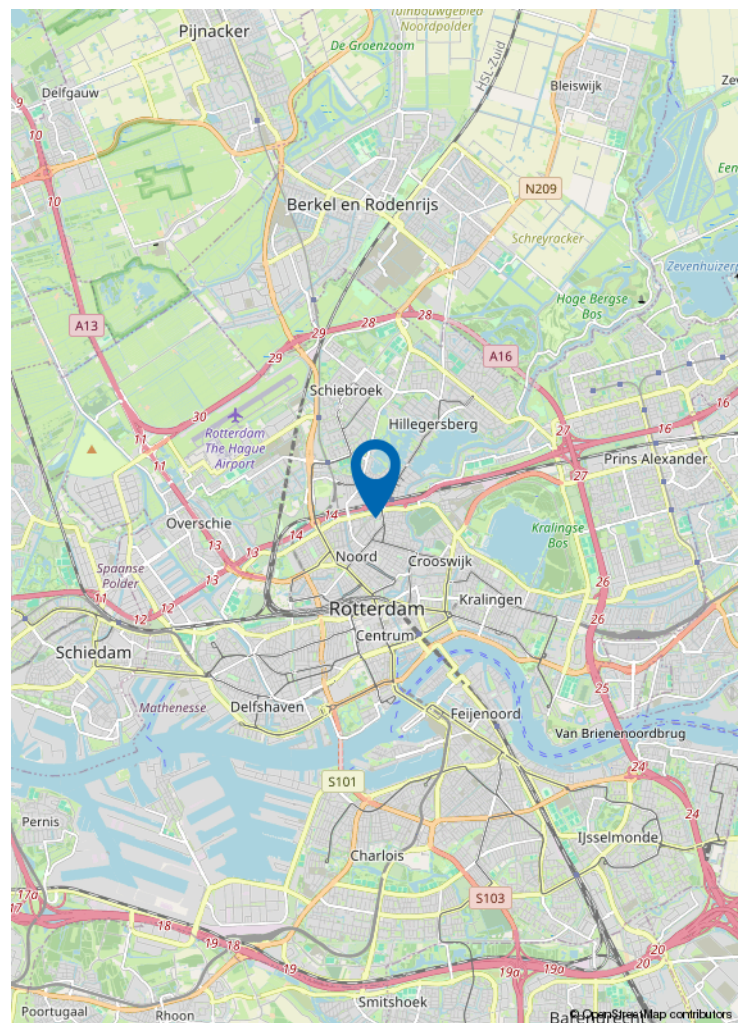 Tuinbouwgebied
Noordpolder
Pijnacker
De Groenzoom
HSL-Zuid
Bleiswijk
Delfgauw
9
10
10
N209
Berkel en Rodenrijs
Schreyracker
Zevenhuizerp
Hoge Bergse
Bos
A13
28
28
29
29
A16
Schiebroek
30
Hillegersberg
16
16
Rotterdam
The Hague
Airport
11
11
27
27
Prins Alexander
14
14
Overschie
13
13
Kralingse
Bos
Noord
Crooswijk
Spaanse
Polder
11
12
12
26
26
Kralingen
Rotterdam
Centrum
Schiedam
25
Mathenesse
Delfshaven
Feijenoord
Van Brienenoordbrug
24
24
S101
Pernis
IJsselmonde
Charlois
17a
17
S103
18
18
19
19
19a
19a
20
20
Smitshoek
Poortugaal
Rhoon
Barendrecht
© OpenStreetMap contributors